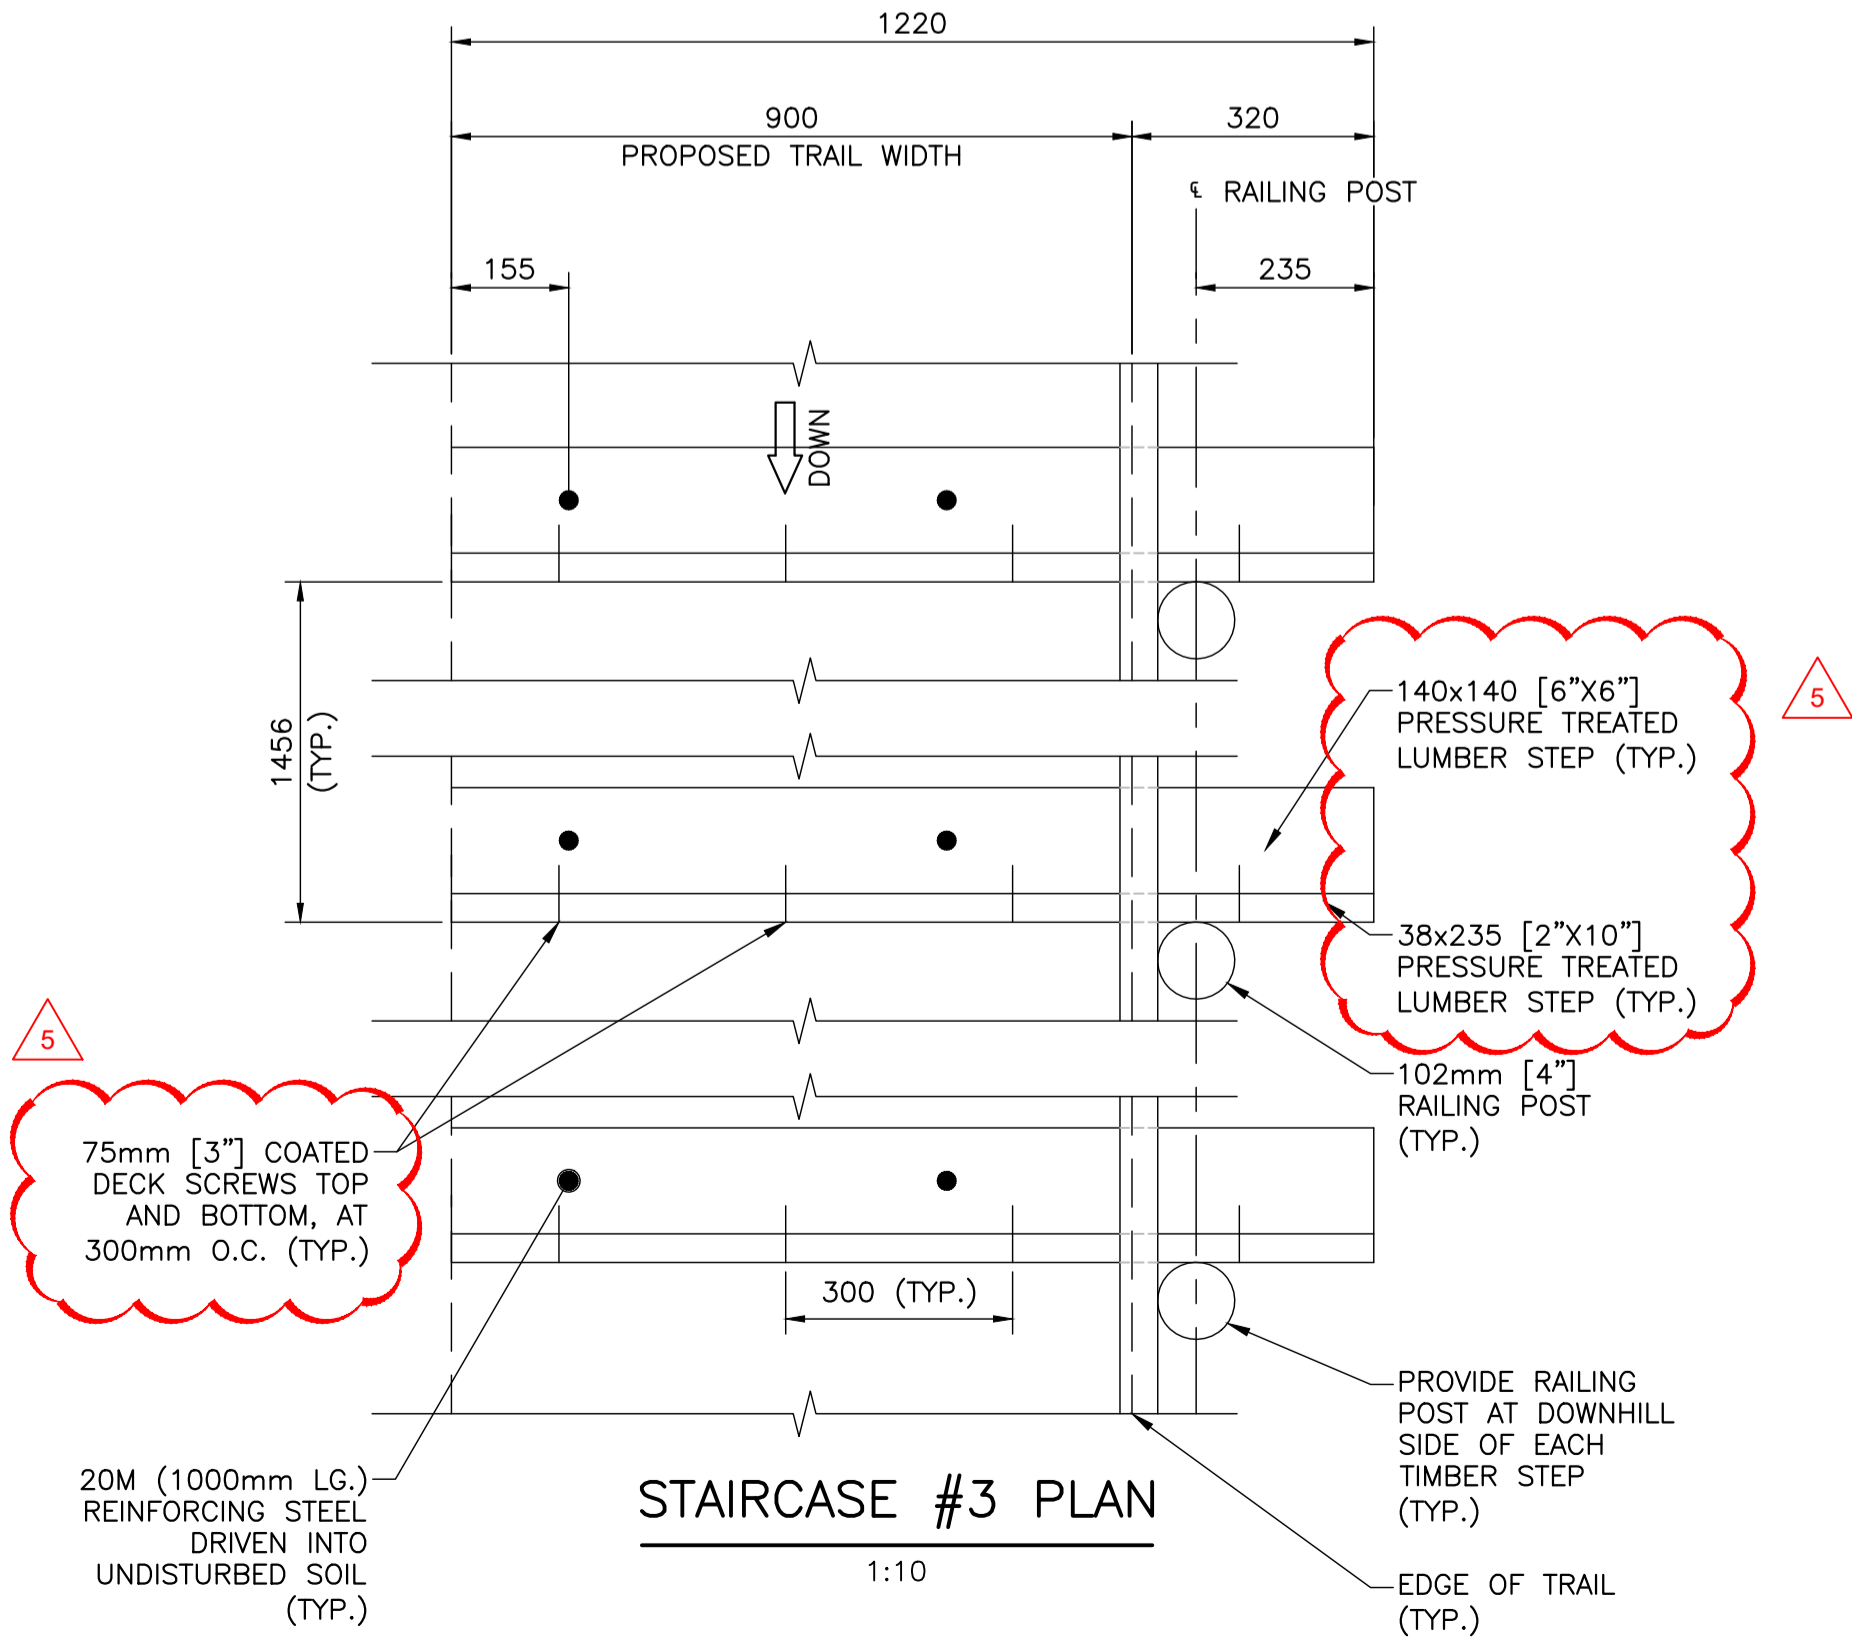 1220
900
320
PROPOSED TRAIL WIDTH
℄ RAILING POST
155
235
DOWN
1456
(TYP.)
140x140 [6"X6"]
PRESSURE TREATED
LUMBER STEP (TYP.)
5
38x235 [2"X10"]
PRESSURE TREATED
LUMBER STEP (TYP.)
5
102mm [4"]
RAILING POST
(TYP.)
75mm [3"] COATED
DECK SCREWS TOP
AND BOTTOM, AT
300mm O.C. (TYP.)
300 (TYP.)
PROVIDE RAILING
POST AT DOWNHILL
SIDE OF EACH
TIMBER STEP
(TYP.)
20M (1000mm LG.)
REINFORCING STEEL
DRIVEN INTO
UNDISTURBED SOIL
(TYP.)
STAIRCASE #3 PLAN
1:10
EDGE OF TRAIL
(TYP.)